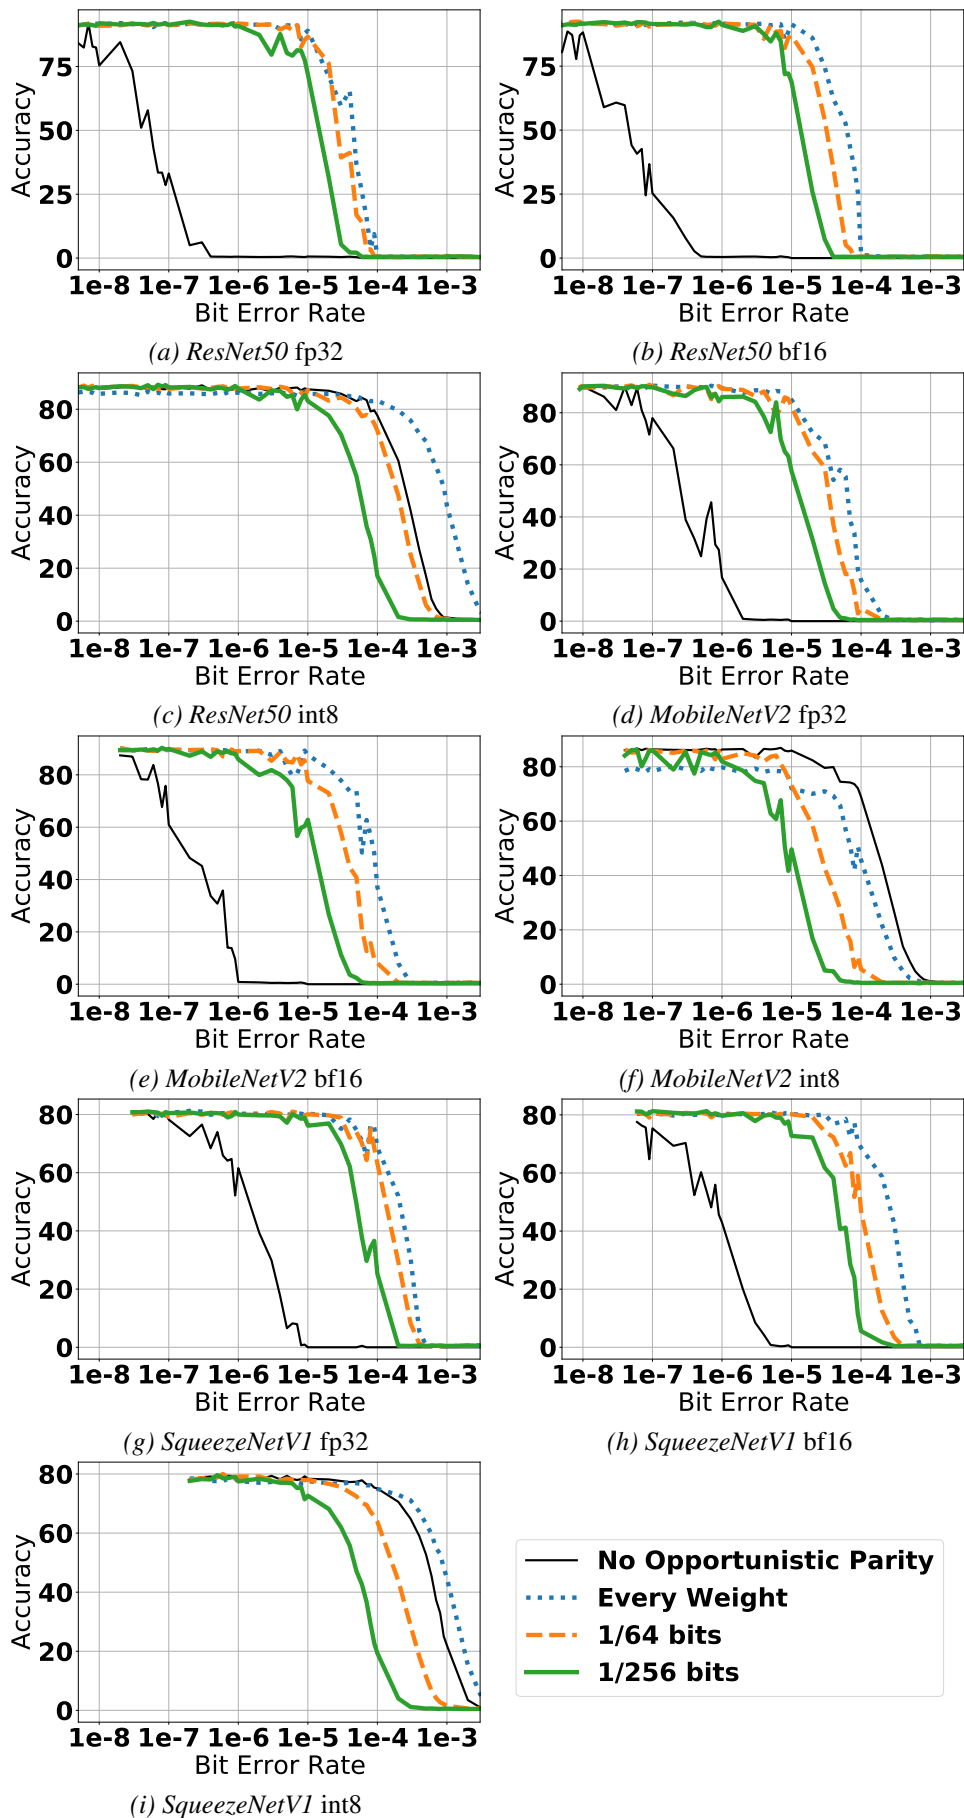 Accuracy
75
50
25
0
1e-8 1e-7 1e-6 1e-5 1e-4 1e-3
Bit Error Rate
(a) ResNet50 fp32
Accuracy
75
50
25
0
1e-8 1e-7 1e-6 1e-5 1e-4 1e-3
Bit Error Rate
(b) ResNet50 bf16
Accuracy
80
60
40
20
0
1e-8 1e-7 1e-6 1e-5 1e-4 1e-3
Bit Error Rate
(c) ResNet50 int8
Accuracy
80
60
40
20
0
1e-8 1e-7 1e-6 1e-5 1e-4 1e-3
Bit Error Rate
(d) MobileNetV2 fp32
Accuracy
80
60
40
20
0
1e-8 1e-7 1e-6 1e-5 1e-4 1e-3
Bit Error Rate
(e) MobileNetV2 bf16
Accuracy
80
60
40
20
0
1e-8 1e-7 1e-6 1e-5 1e-4 1e-3
Bit Error Rate
(f) MobileNetV2 int8
Accuracy
80
60
40
20
0
1e-8 1e-7 1e-6 1e-5 1e-4 1e-3
Bit Error Rate
(g) SqueezeNetV1 fp32
Accuracy
80
60
40
20
0
1e-8 1e-7 1e-6 1e-5 1e-4 1e-3
Bit Error Rate
(h) SqueezeNetV1 bf16
Accuracy
80
60
40
20
0
1e-8 1e-7 1e-6 1e-5 1e-4 1e-3
Bit Error Rate
(i) SqueezeNetV1 int8
No Opportunistic Parity
Every Weight
1/64 bits
1/256 bits